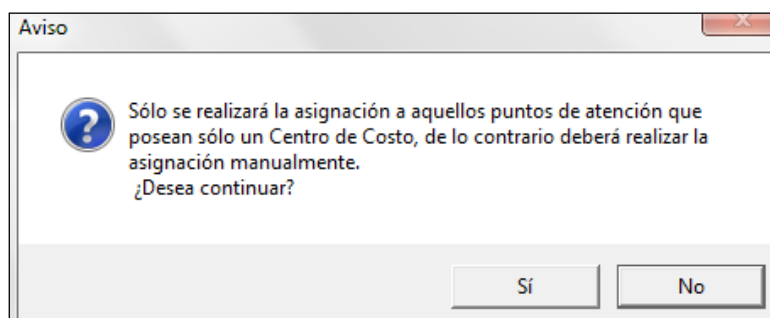 Aviso
Sólo se realizará la asignación a aquellos puntos de atención que
posean sólo un Centro de Costo, de lo contrario deberá realizar la
asignación manualmente.
¿Desea continuar?
Sí
No